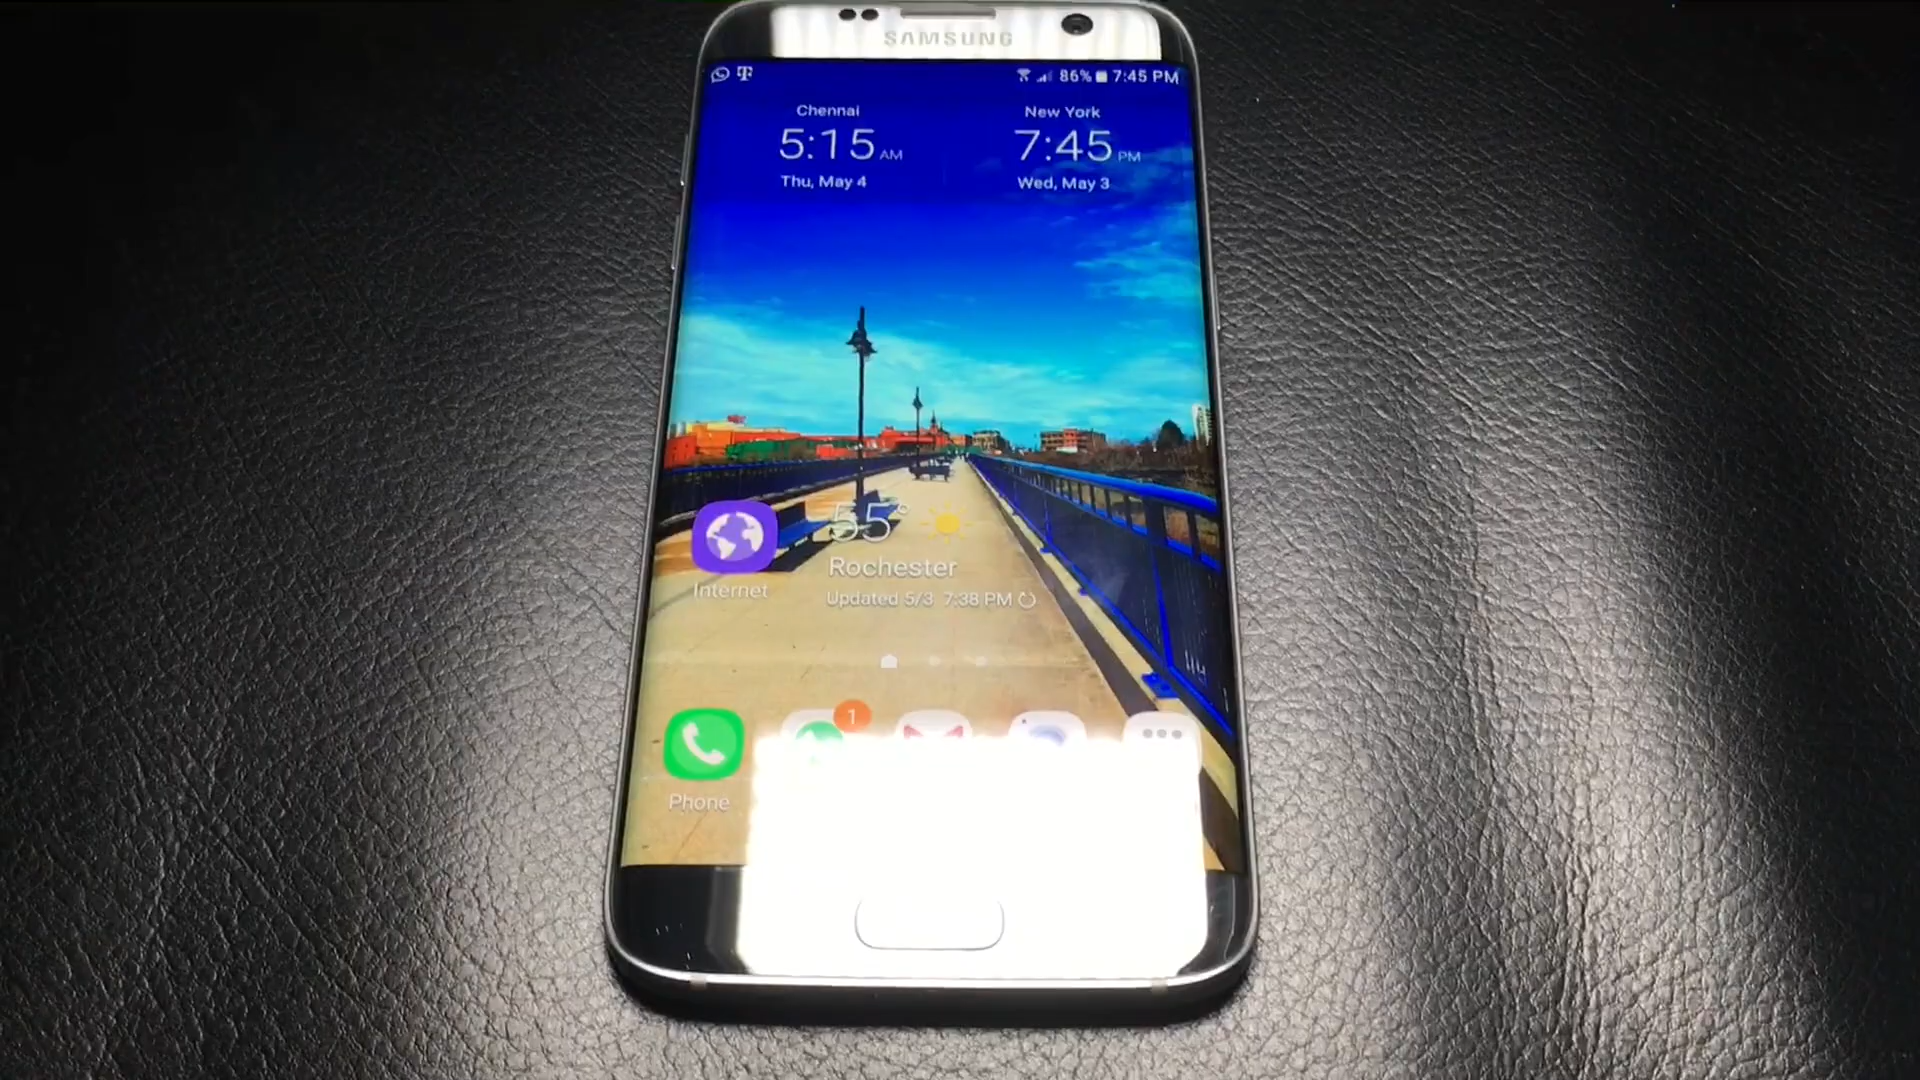 SAMSUNG
86% 7:45 PM
Chennai
5:15 AM
Thu, May 4
New York
7:45 PM
Wed, May 3
55°
Rochester
Updated 5/3 7:38 PM
Internet
1
Phone